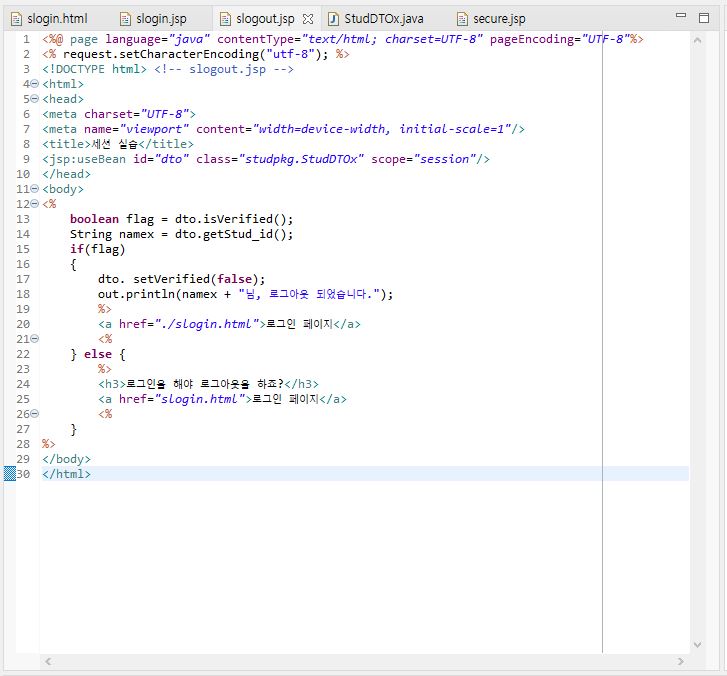 slogin.html slogin.jsp slogout.jsp StudDTOx.java secure.jsp
1 <%@ page language="java" contentType="text/html; charset=UTF-8" pageEncoding="UTF-8"%>
2 <% request.setCharacterEncoding("utf-8"); %>
3 <!DOCTYPE html> <!-- slogout.jsp -->
4 <html>
5 <head>
6 <meta charset="UTF-8">
7 <meta name="viewport" content="width=device-width, initial-scale=1"/>
8 <title>세션 실습</title>
9 <jsp:useBean id="dto" class="studpkg.StudDTOx" scope="session"/>
10 </head>
11 <body>
12 <%
13 boolean flag = dto.isVerified();
14 String namex = dto.getStud_id();
15 if(flag)
16 {
17 dto. setVerified(false);
18 out.println(namex + "님, 로그아웃 되었습니다.");
19 %>
20 <a href="./slogin.html">로그인 페이지</a>
21 <%
22 } else {
23 %>
24 <h3>로그인을 해야 로그아웃을 하죠?</h3>
25 <a href="slogin.html">로그인 페이지</a>
26 <%
27 }
28 %>
29 </body>
30 </html>